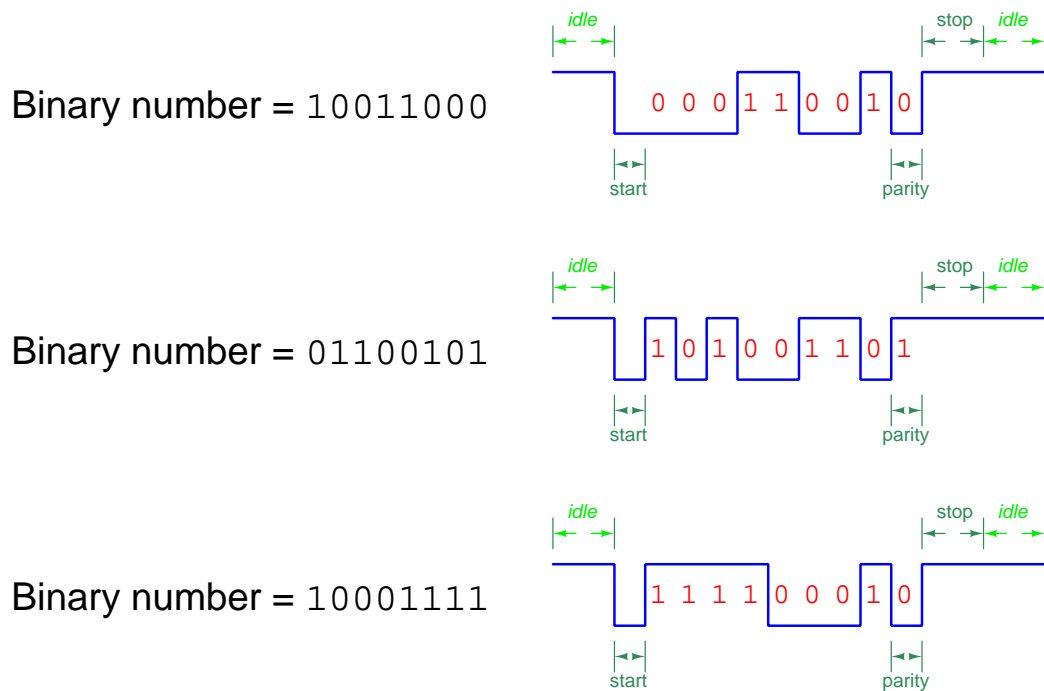 idle stop idle
Binary number = 10011000 0 0 0 1 1 0 0 1 0
start parity
idle stop idle
Binary number = 01100101 1 0 1 0 0 1 1 0 1
start parity
idle stop idle
Binary number = 10001111 1 1 1 1 0 0 0 1 0
start parity